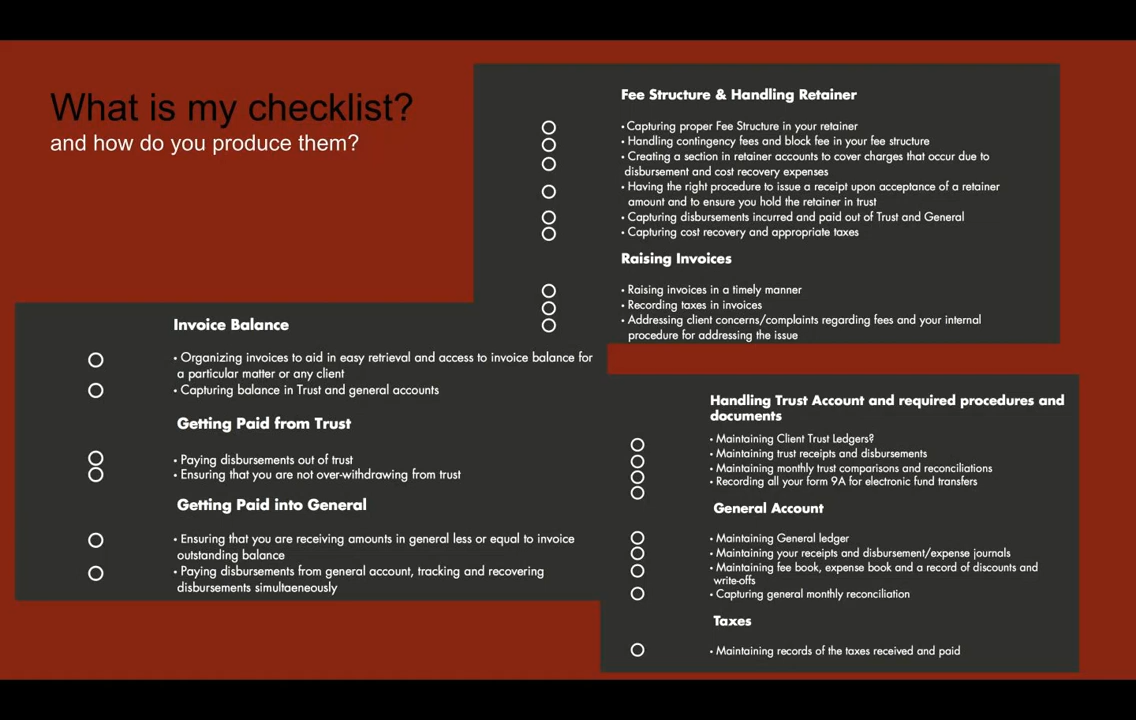 What is my checklist?
and how do you produce them?
Fee Structure & Handling Retainer
• Capturing proper Fee Structure in your retainer
• Handling contingency fees and block fee in your fee structure
• Creating a section in retainer accounts to cover charges that occur due to
disbursement and cost recovery expenses
• Having the right procedure to issue a receipt upon acceptance of a retainer
amount and to ensure you hold the retainer in trust
• Capturing disbursements incurred and paid out of Trust and General
• Capturing cost recovery and appropriate taxes
Raising Invoices
• Raising invoices in a timely manner
• Recording taxes in invoices
• Addressing client concerns/complaints regarding fees and your internal
procedure for addressing the issue
Invoice Balance
• Organizing invoices to aid in easy retrieval and access to invoice balance for
a particular matter or any client
• Capturing balance in Trust and general accounts
Getting Paid from Trust
• Paying disbursements out of trust
• Ensuring that you are not over-withdrawing from trust
Getting Paid into General
• Ensuring that you are receiving amounts in general less or equal to invoice
outstanding balance
• Paying disbursements from general account, tracking and recovering
disbursements simultaeneously
Handling Trust Account and required procedures and
documents
• Maintaining Client Trust Ledgers?
• Maintaining trust receipts and disbursements
• Maintaining monthly trust comparisons and reconciliations
• Recording all your form 9A for electronic fund transfers
General Account
• Maintaining General ledger
• Maintaining your receipts and disbursement/expense journals
• Maintaining fee book, expense book and a record of discounts and
write-offs
• Capturing general monthly reconciliation
Taxes
• Maintaining records of the taxes received and paid